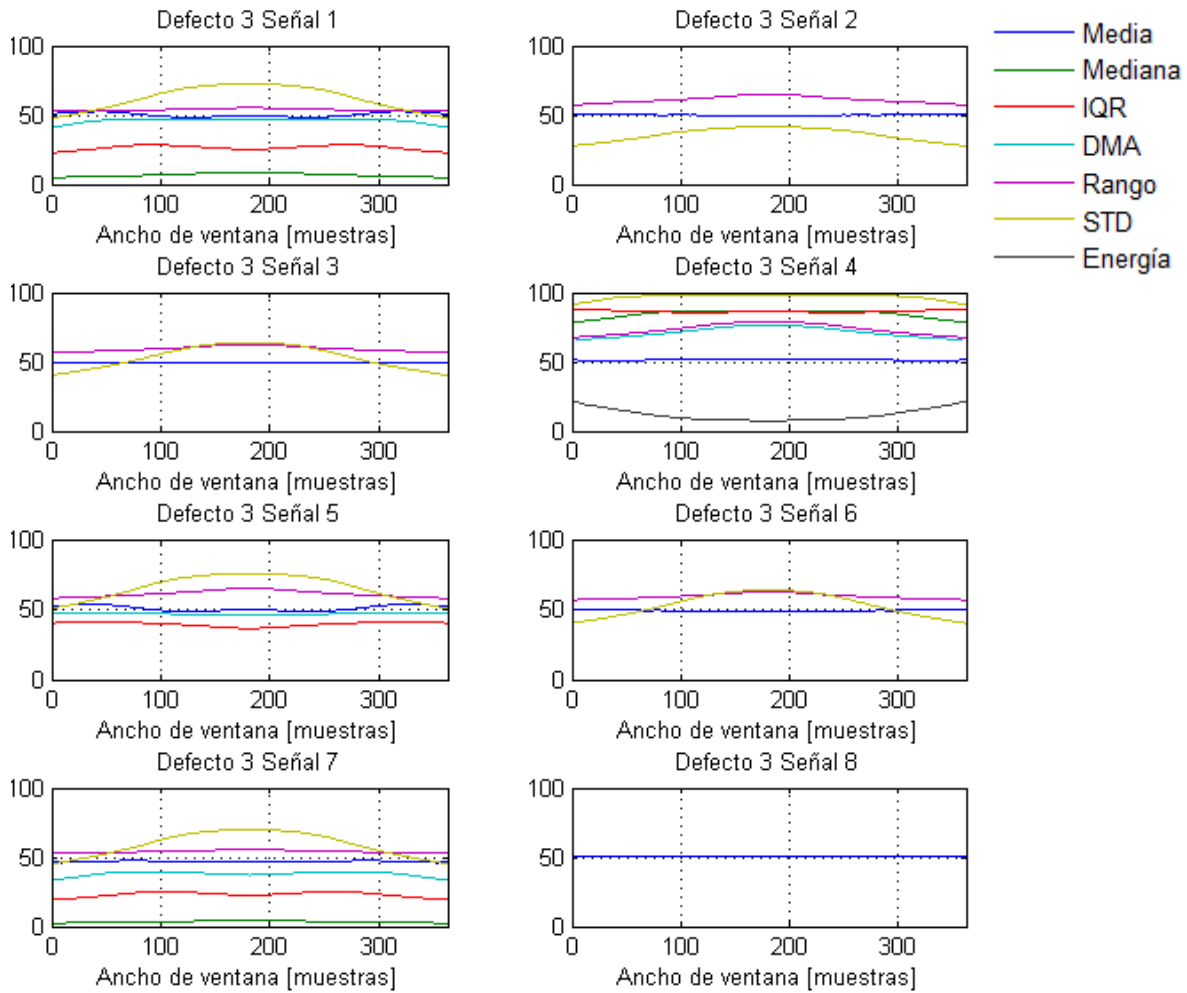 Defecto 3 Señal 1
100
50
0
0 100 200 300
Ancho de ventana [muestras]
Defecto 3 Señal 2
100
50
0
0 100 200 300
Ancho de ventana [muestras]
Media
Mediana
IQR
DMA
Rango
STD
Energía
Defecto 3 Señal 3
100
50
0
0 100 200 300
Ancho de ventana [muestras]
Defecto 3 Señal 4
100
50
0
0 100 200 300
Ancho de ventana [muestras]
Defecto 3 Señal 5
100
50
0
0 100 200 300
Ancho de ventana [muestras]
Defecto 3 Señal 6
100
50
0
0 100 200 300
Ancho de ventana [muestras]
Defecto 3 Señal 7
100
50
0
0 100 200 300
Ancho de ventana [muestras]
Defecto 3 Señal 8
100
50
0
0 100 200 300
Ancho de ventana [muestras]